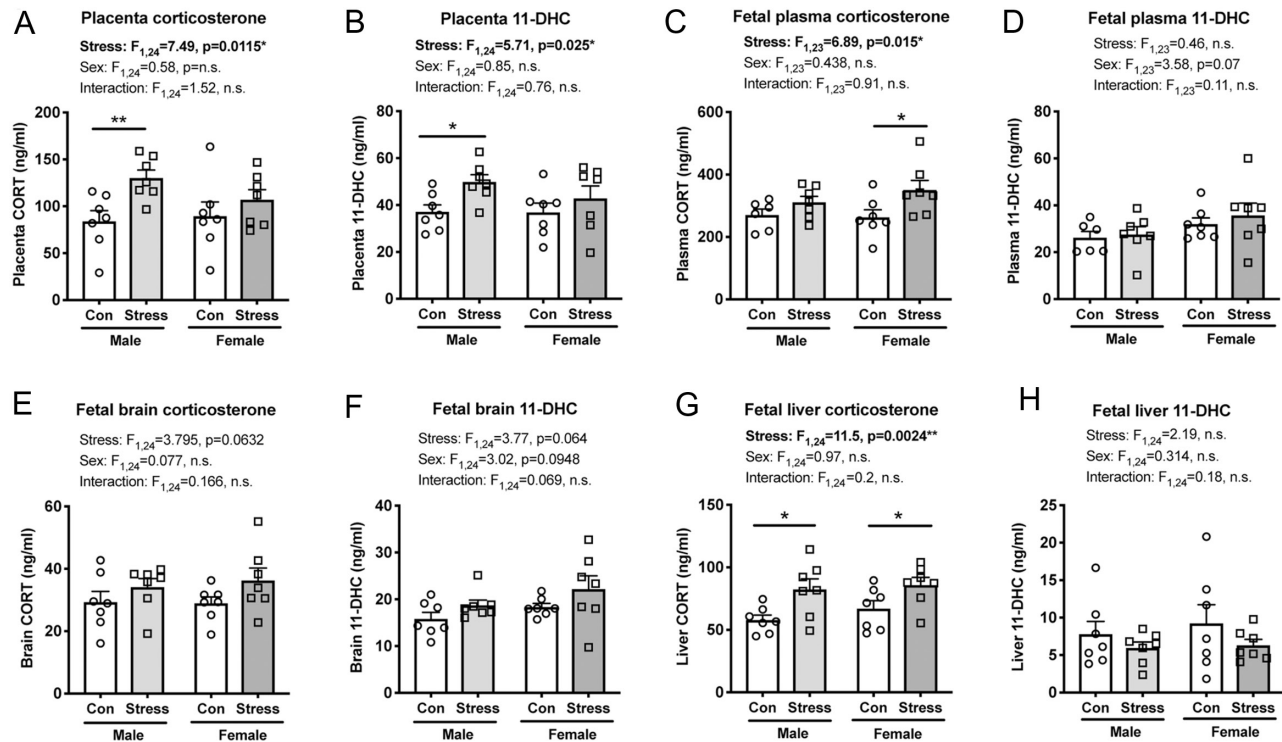 A
Placenta corticosterone
Stress: F1,24=7.49, p=0.0115*
Sex: F1,24=0.58, p=n.s.
Interaction: F1,24=1.52, n.s.
Placenta CORT (ng/ml)
200
150
100
50
0
**
Con Stress Con Stress
Male Female
B
Placenta 11-DHC
Stress: F1,24=5.71, p=0.025*
Sex: F1,24=0.85, n.s.
Interaction: F1,24=0.76, n.s.
Placenta 11-DHC (ng/ml)
80
60
40
20
0
*
Con Stress Con Stress
Male Female
C
Fetal plasma corticosterone
Stress: F1,23=6.89, p=0.015*
Sex: F1,23=0.438, n.s.
Interaction: F1,23=0.91, n.s.
Plasma CORT (ng/ml)
600
400
200
0
*
Con Stress Con Stress
Male Female
D
Fetal plasma 11-DHC
Stress: F1,23=0.46, n.s.
Sex: F1,23=3.58, p=0.07
Interaction: F1,23=0.11, n.s.
Plasma 11-DHC (ng/ml)
80
60
40
20
0
Con Stress Con Stress
Male Female
E
Fetal brain corticosterone
Stress: F1,24=3.795, p=0.0632
Sex: F1,24=0.077, n.s.
Interaction: F1,24=0.166, n.s.
Brain CORT (ng/ml)
60
40
20
0
Con Stress Con Stress
Male Female
F
Fetal brain 11-DHC
Stress: F1,24=3.77, p=0.064
Sex: F1,24=3.02, p=0.0948
Interaction: F1,24=0.069, n.s.
Brain 11-DHC (ng/ml)
40
30
20
10
0
Con Stress Con Stress
Male Female
G
Fetal liver corticosterone
Stress: F1,24=11.5, p=0.0024**
Sex: F1,24=0.97, n.s.
Interaction: F1,24=0.2, n.s.
Liver CORT (ng/ml)
150
100
50
0
* *
Con Stress Con Stress
Male Female
H
Fetal liver 11-DHC
Stress: F1,24=2.19, n.s.
Sex: F1,24=0.314, n.s.
Interaction: F1,24=0.18, n.s.
Liver 11-DHC (ng/ml)
25
20
15
10
5
0
Con Stress Con Stress
Male Female